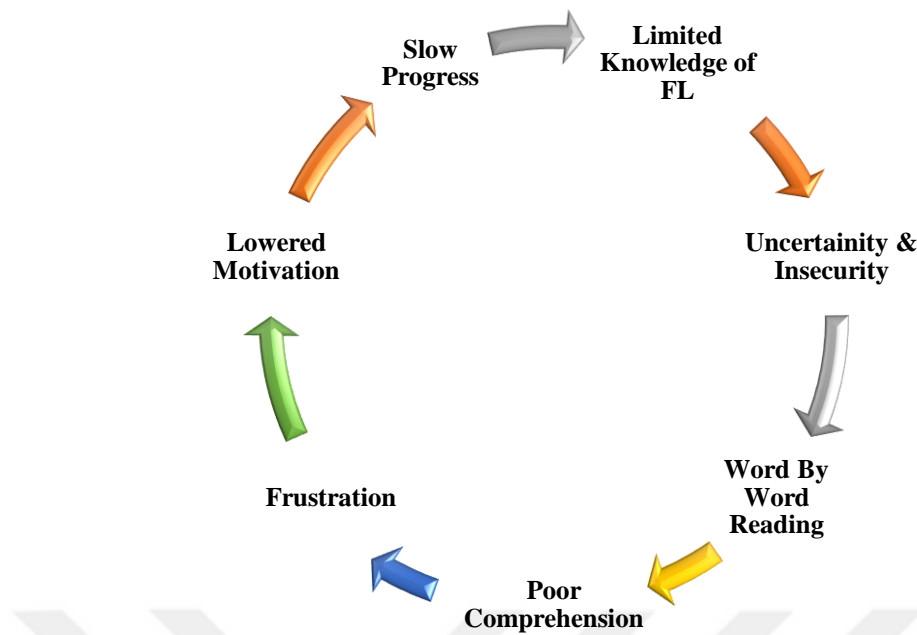 Slow
Progress
Limited
Knowledge of
FL
Uncertainity &
Insecurity
Word By
Word
Reading
Poor
Comprehension
Frustration
Lowered
Motivation